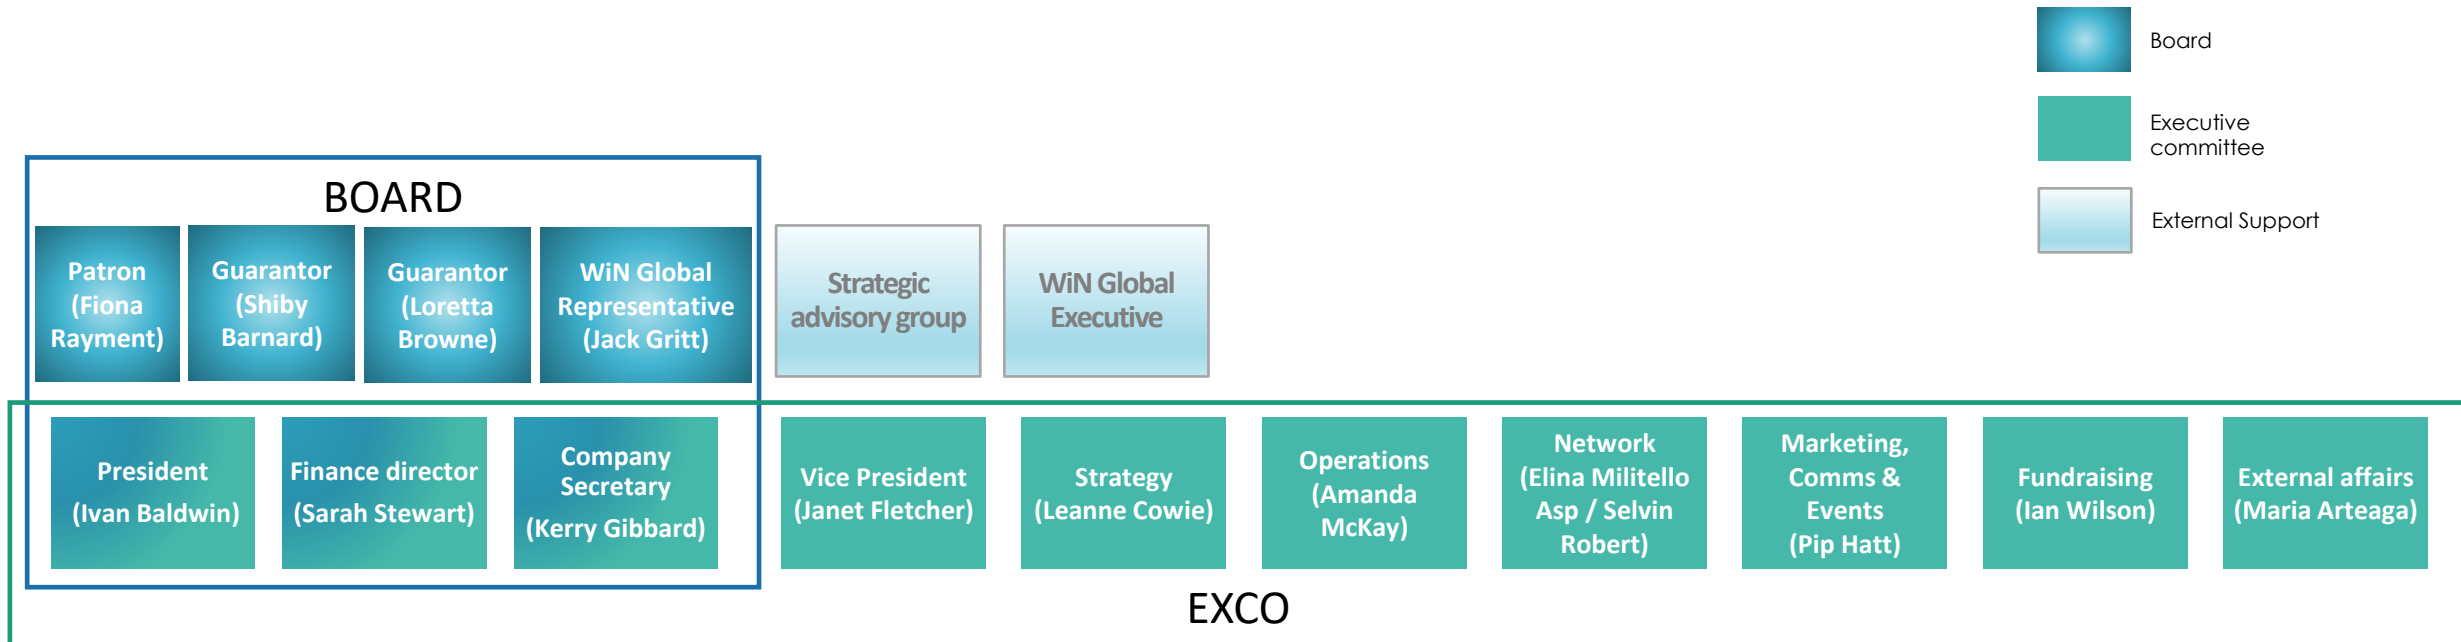 Board
Executive
committee
External Support
BOARD
Patron
(Fiona
Rayment)
Guarantor
(Shiby
Barnard)
Guarantor
(Loretta
Browne)
WiN Global
Representative
(Jack Gritt)
Strategic
advisory group
WiN Global
Executive
President
(Ivan Baldwin)
Finance director
(Sarah Stewart)
Company
Secretary
(Kerry Gibbard)
Vice President
(Janet Fletcher)
Strategy
(Leanne Cowie)
Operations
(Amanda
McKay)
Network
(Elina Militello
Asp / Selvin
Robert)
Marketing,
Comms &
Events
(Pip Hatt)
Fundraising
(Ian Wilson)
External affairs
(Maria Arteaga)
EXCO